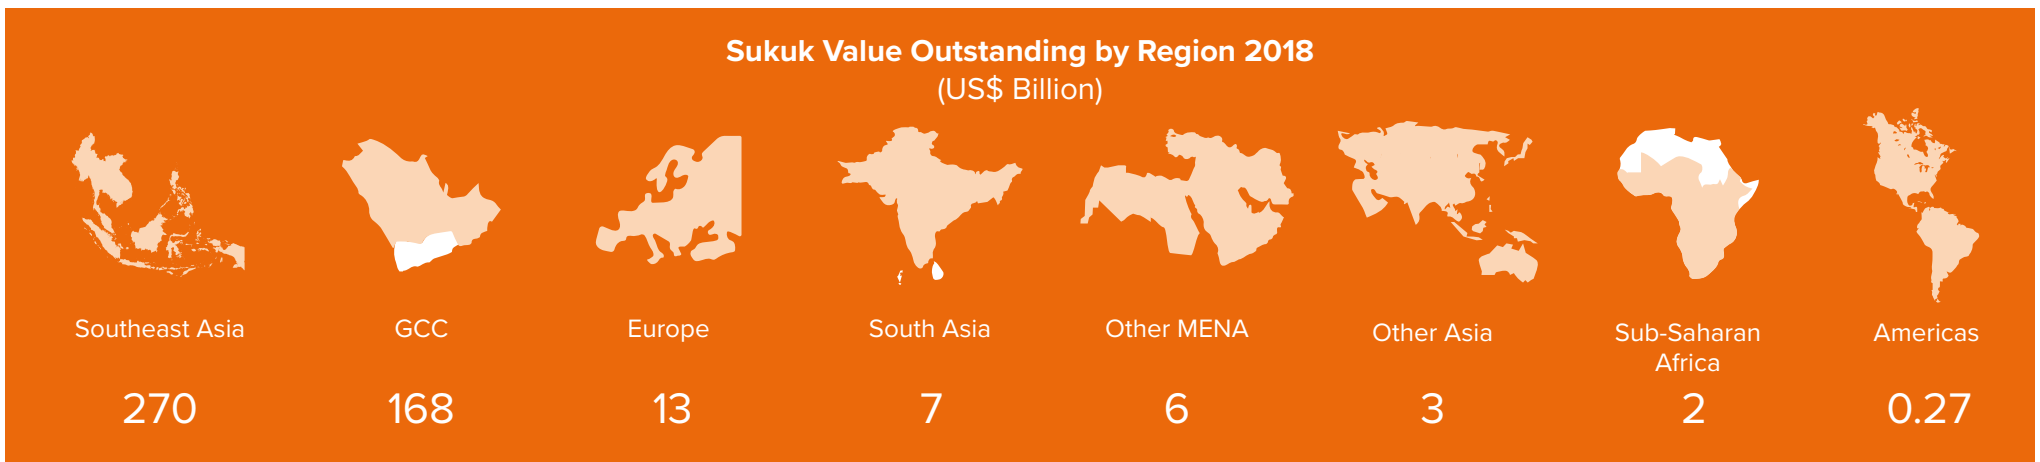 Sukuk Value Outstanding by Region 2018
(US$ Billion)
Southeast Asia
270
GCC
168
Europe
13
South Asia
7
Other MENA
6
Other Asia
3
Sub-Saharan
Africa
2
Americas
0.27